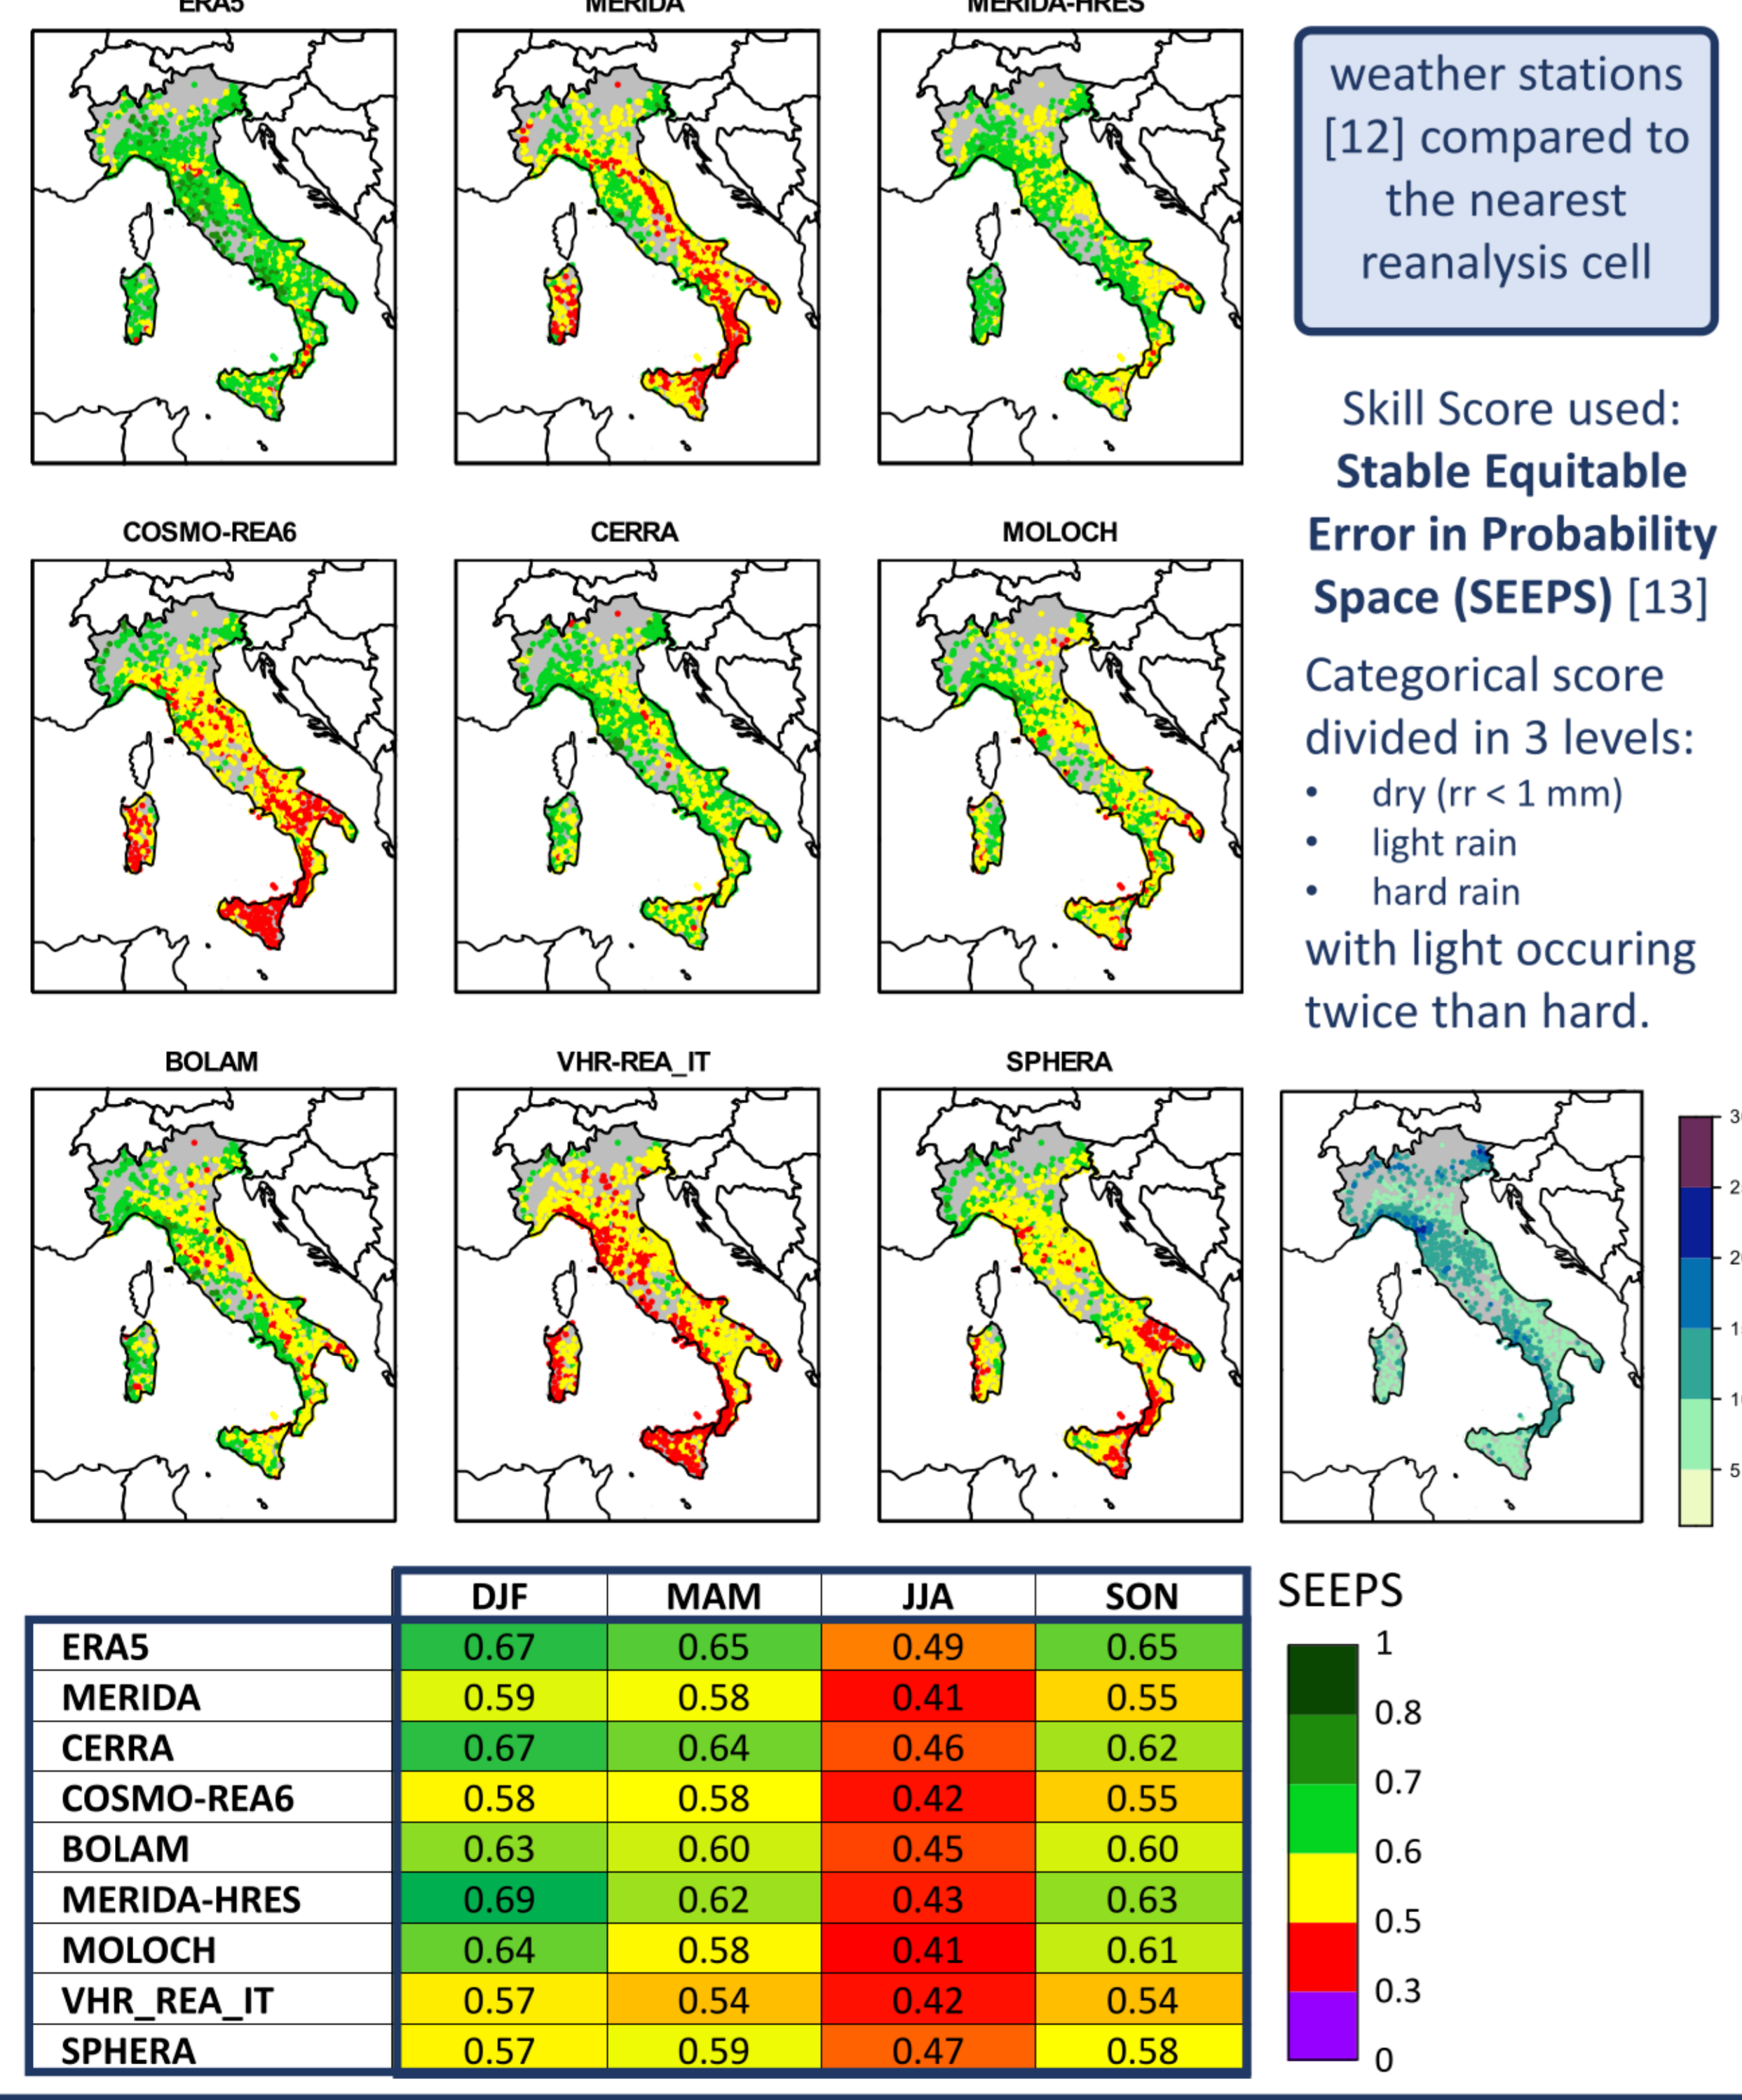 ERA5
MERIDA
MERIDA-HRES
weather stations
[12] compared to
the nearest
reanalysis cell
Skill Score used:
Stable Equitable
Error in Probability
Space (SEEPS) [13]
Categorical score
divided in 3 levels:
• dry (rr < 1 mm)
• light rain
• hard rain
with light occuring
twice than hard.
COSMO-REA6
CERRA
MOLOCH
BOLAM
VHR-REA_IT
SPHERA
5
DJF MAM JJA SON
ERA5 0.67 0.65 0.49 0.65
MERIDA 0.59 0.58 0.41 0.55
CERRA 0.67 0.64 0.46 0.62
COSMO-REA6 0.58 0.58 0.42 0.55
BOLAM 0.63 0.60 0.45 0.60
MERIDA-HRES 0.69 0.62 0.43 0.63
MOLOCH 0.64 0.58 0.41 0.61
VHR_REA_IT 0.57 0.54 0.42 0.54
SPHERA 0.57 0.59 0.47 0.58
SEEPS
1
0.8
0.7
0.6
0.5
0.3
0